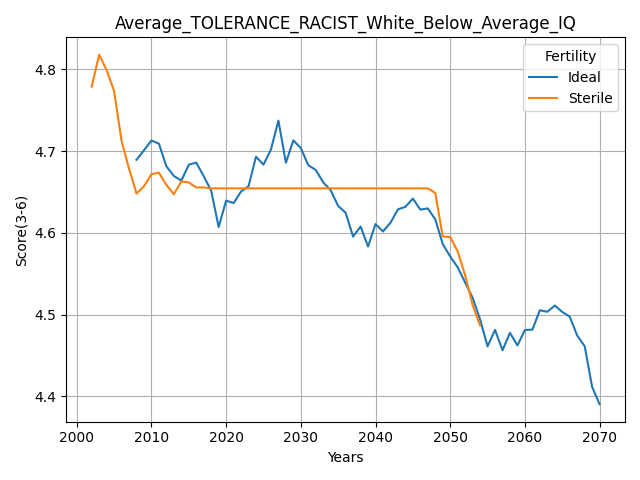 Average_TOLERANCE_RACIST_White_Below_Average_IQ
Fertility
Ideal
Sterile
Score(3-6)
4.8
4.7
4.6
4.5
4.4
2000 2010 2020 2030 2040 2050 2060 2070
Years